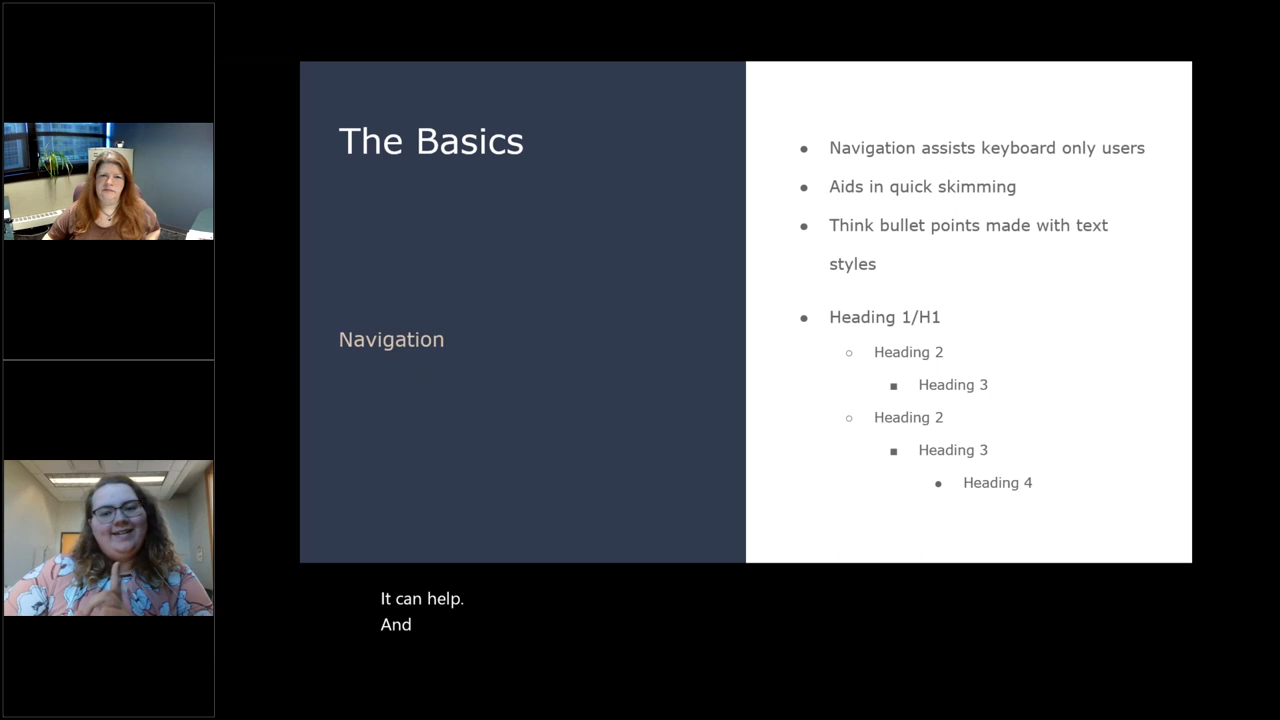 The Basics
Navigation
Navigation assists keyboard only users
Aids in quick skimming
Think bullet points made with text
styles
Heading 1/H1
Heading 2
Heading 3
Heading 2
Heading 3
Heading 4
It can help.
And